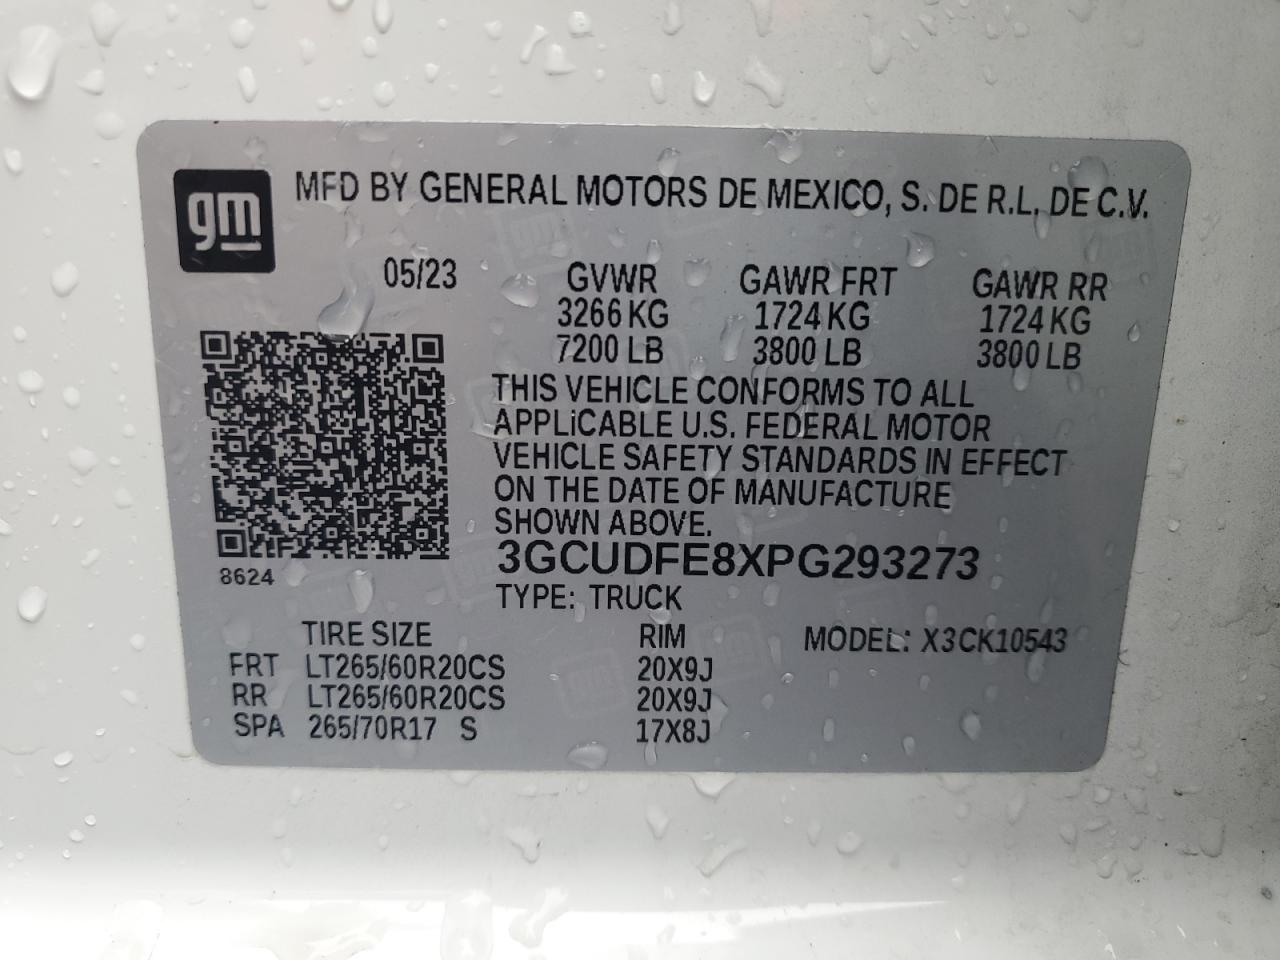 gm
MFD BY GENERAL MOTORS DE MEXICO, S. DE R.L. DE C.V.
05/23 GVWR GAWR FRT GAWR RR
3266 KG 1724 KG 1724 KG
7200 LB 3800 LB 3800 LB
THIS VEHICLE CONFORMS TO ALL
APPLICABLE U.S. FEDERAL MOTOR
VEHICLE SAFETY STANDARDS IN EFFECT
ON THE DATE OF MANUFACTURE
SHOWN ABOVE.
3GCUDFE8XPG293273
8624
TYPE: TRUCK
TIRE SIZE RIM MODEL: X3CK10543
FRT LT265/60R20CS 20X9J
RR LT265/60R20CS 20X9J
SPA 265/70R17 S 17X8J